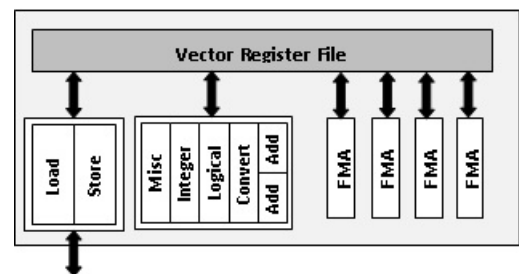 Vector Register File
Load
Store
Misc
Integer
Logical
Convert
Add
Add
FMA
FMA
FMA
FMA